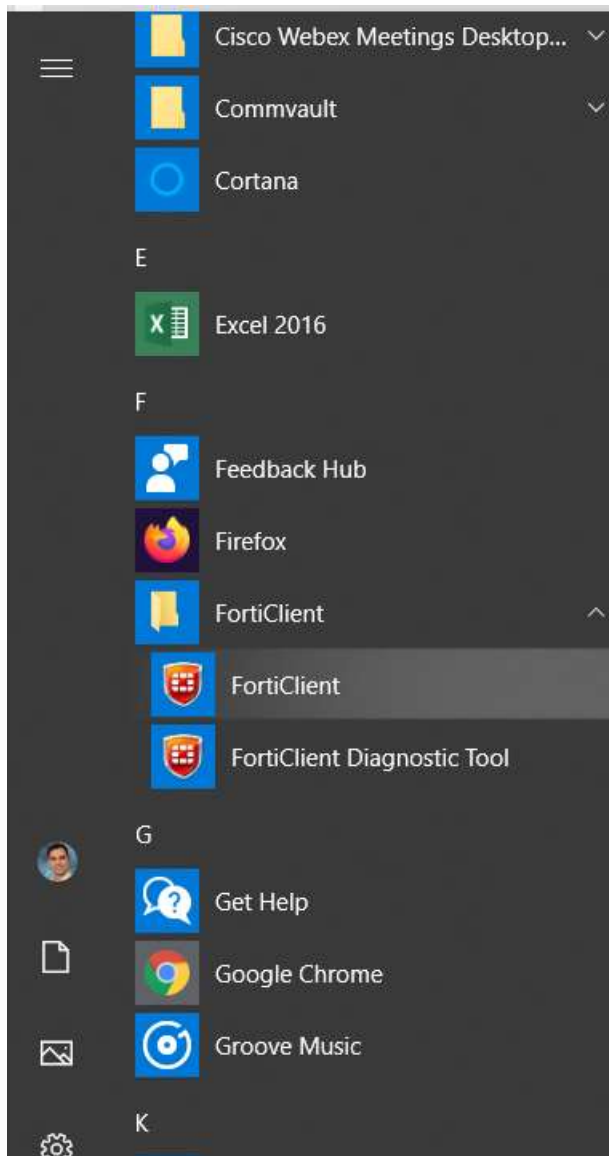 Cisco Webex Meetings Desktop...
Commvault
Cortana
E
Excel 2016
F
Feedback Hub
Firefox
FortiClient
FortiClient
FortiClient Diagnostic Tool
G
Get Help
Google Chrome
Groove Music
K